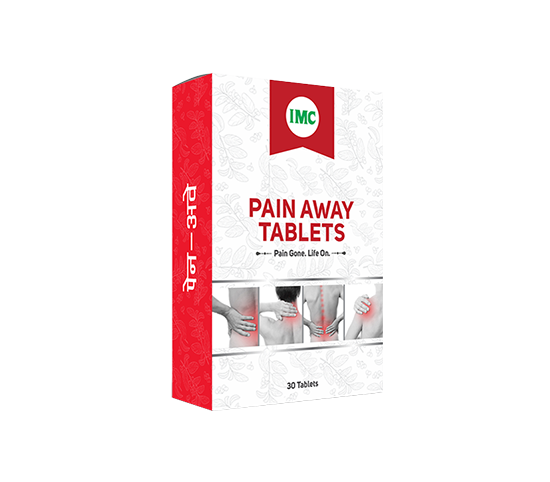 IMC
PAIN AWAY
TABLETS
Pain Gone. Life On.
30 Tablets
पेन-अवे